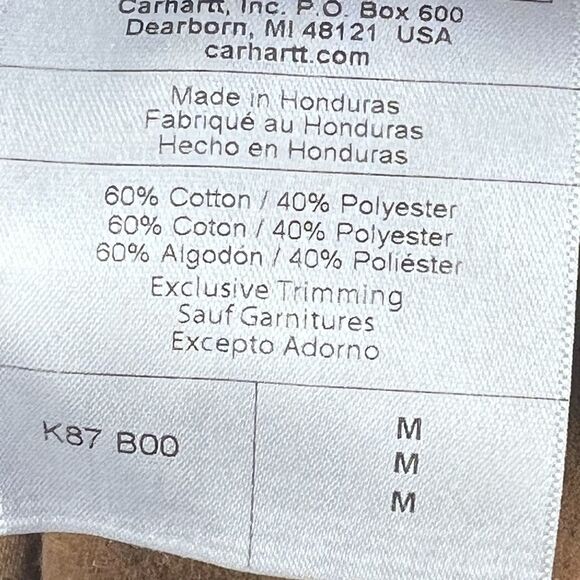 Carhartt, Inc. P.O. Box 600
Dearborn, MI 48121 USA
carhartt.com
Made in Honduras
Fabriqué au Honduras
Hecho en Honduras
60% Cotton / 40% Polyester
60% Coton / 40% Polyester
60% Algodón / 40% Poliéster
Exclusive Trimming
Sauf Garnitures
Excepto Adorno
K87 B00
M
M
M